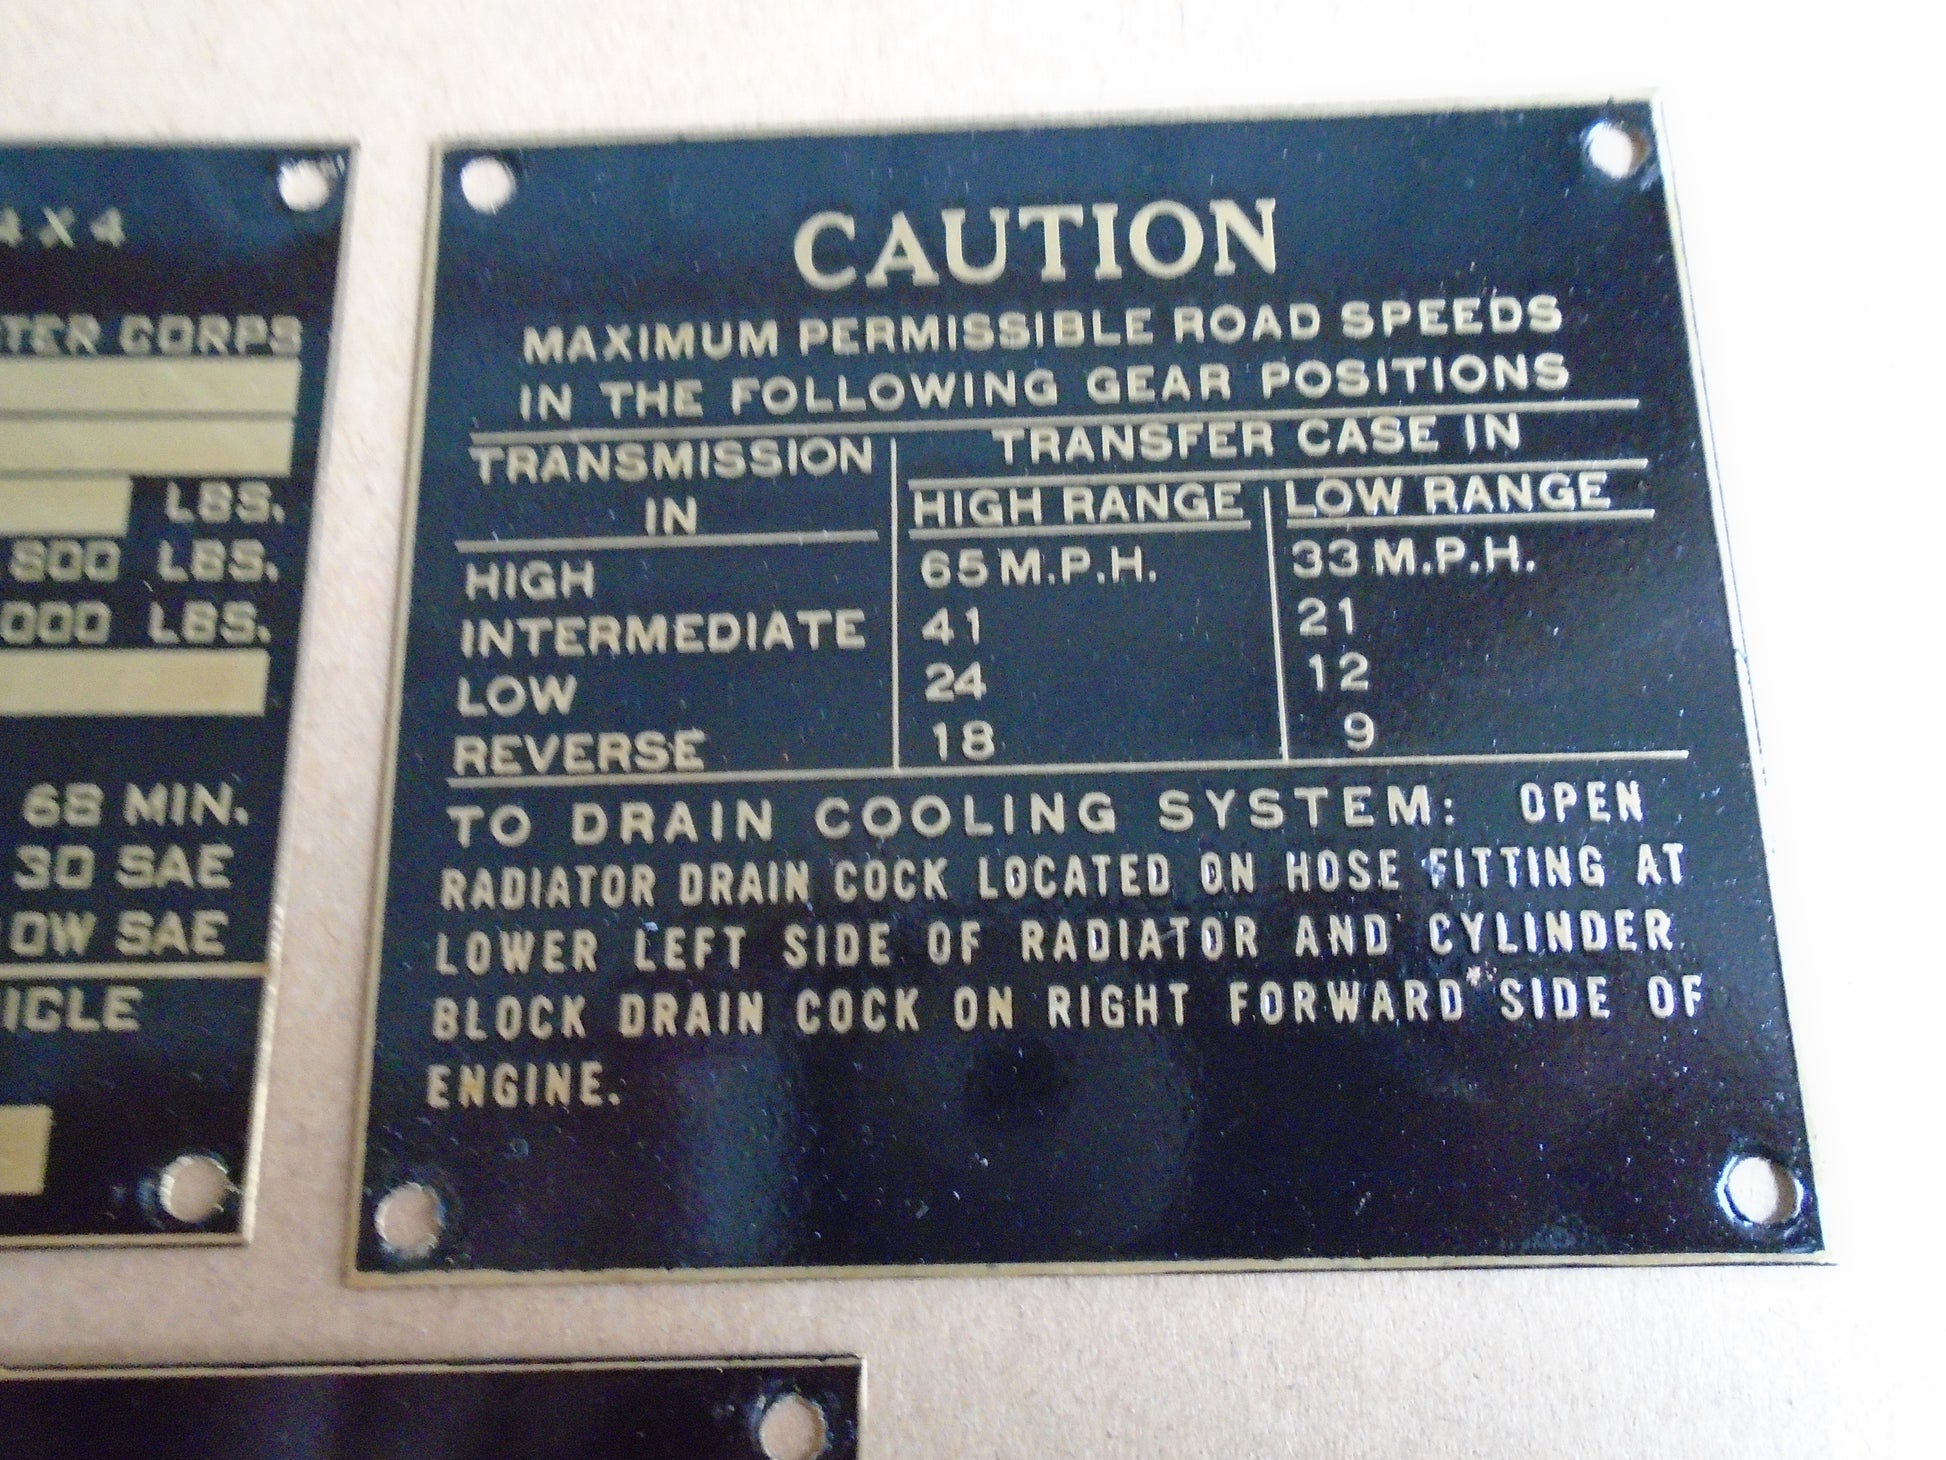 4 X 4
CORPS
LBS.
800 LBS.
000 LBS.
68 MIN.
30 SAE
OW SAE
CAUTION
MAXIMUM PERMISSIBLE ROAD SPEEDS
IN THE FOLLOWING GEAR POSITIONS
TRANSMISSION IN TRANSFER CASE IN
HIGH RANGE LOW RANGE
HIGH 65 M.P.H. 33 M.P.H.
INTERMEDIATE 41 21
LOW 24 12
REVERSE 18 9
TO DRAIN COOLING SYSTEM: OPEN
RADIATOR DRAIN COCK LOCATED ON HOSE FITTING AT
LOWER LEFT SIDE OF RADIATOR AND CYLINDER
BLOCK DRAIN COCK ON RIGHT FORWARD SIDE OF
ENGINE.